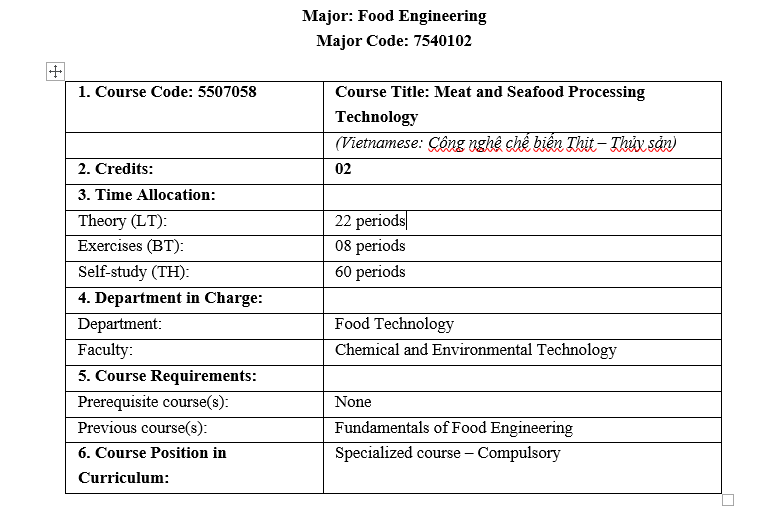 Major: Food Engineering
Major Code: 7540102
1. Course Code: 5507058
Course Title: Meat and Seafood Processing
Technology
(Vietnamese: Công nghệ chế biến Thịt – Thủy sản)
2. Credits:
02
3. Time Allocation:
Theory (LT):
22 periods
Exercises (BT):
08 periods
Self-study (TH):
60 periods
4. Department in Charge:
Department:
Food Technology
Faculty:
Chemical and Environmental Technology
5. Course Requirements:
Prerequisite course(s):
None
Previous course(s):
Fundamentals of Food Engineering
6. Course Position in
Curriculum:
Specialized course – Compulsory